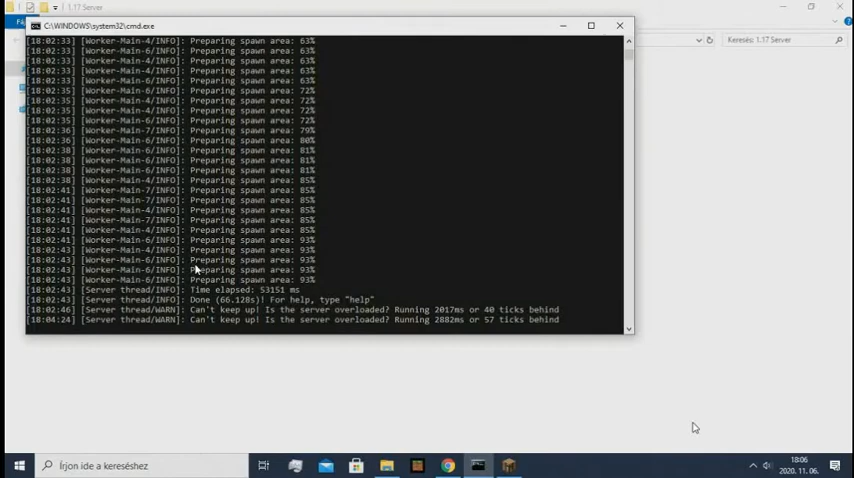 1.17 Server
C:\WINDOWS\system32\cmd.exe
Fáj
Keresés: 1.17 Server
[18:02:33] [Worker-Main-4/INFO]: Preparing spawn area: 63%
[18:02:33] [Worker-Main-6/INFO]: Preparing spawn area: 63%
[18:02:33] [Worker-Main-4/INFO]: Preparing spawn area: 63%
[18:02:33] [Worker-Main-4/INFO]: Preparing spawn area: 63%
[18:02:33] [Worker-Main-6/INFO]: Preparing spawn area: 63%
[18:02:35] [Worker-Main-6/INFO]: Preparing spawn area: 72%
[18:02:35] [Worker-Main-4/INFO]: Preparing spawn area: 72%
[18:02:35] [Worker-Main-4/INFO]: Preparing spawn area: 72%
[18:02:35] [Worker-Main-6/INFO]: Preparing spawn area: 72%
[18:02:36] [Worker-Main-7/INFO]: Preparing spawn area: 79%
[18:02:36] [Worker-Main-6/INFO]: Preparing spawn area: 80%
[18:02:38] [Worker-Main-6/INFO]: Preparing spawn area: 81%
[18:02:38] [Worker-Main-6/INFO]: Preparing spawn area: 81%
[18:02:38] [Worker-Main-6/INFO]: Preparing spawn area: 81%
[18:02:38] [Worker-Main-4/INFO]: Preparing spawn area: 85%
[18:02:41] [Worker-Main-7/INFO]: Preparing spawn area: 85%
[18:02:41] [Worker-Main-7/INFO]: Preparing spawn area: 85%
[18:02:41] [Worker-Main-4/INFO]: Preparing spawn area: 85%
[18:02:41] [Worker-Main-7/INFO]: Preparing spawn area: 85%
[18:02:41] [Worker-Main-4/INFO]: Preparing spawn area: 85%
[18:02:41] [Worker-Main-6/INFO]: Preparing spawn area: 93%
[18:02:43] [Worker-Main-4/INFO]: Preparing spawn area: 93%
[18:02:43] [Worker-Main-6/INFO]: Preparing spawn area: 93%
[18:02:43] [Worker-Main-6/INFO]: Preparing spawn area: 93%
[18:02:43] [Worker-Main-6/INFO]: Preparing spawn area: 93%
[18:02:43] [Server thread/INFO]: Time elapsed: 53151 ms
[18:02:43] [Server thread/INFO]: Done (66.128s)! For help, type "help"
[18:02:46] [Server thread/WARN]: Can't keep up! Is the server overloaded? Running 2017ms or 40 ticks behind
[18:04:24] [Server thread/WARN]: Can't keep up! Is the server overloaded? Running 2882ms or 57 ticks behind
Írjon ide a kereséshez
18:06
2020. 11. 06.